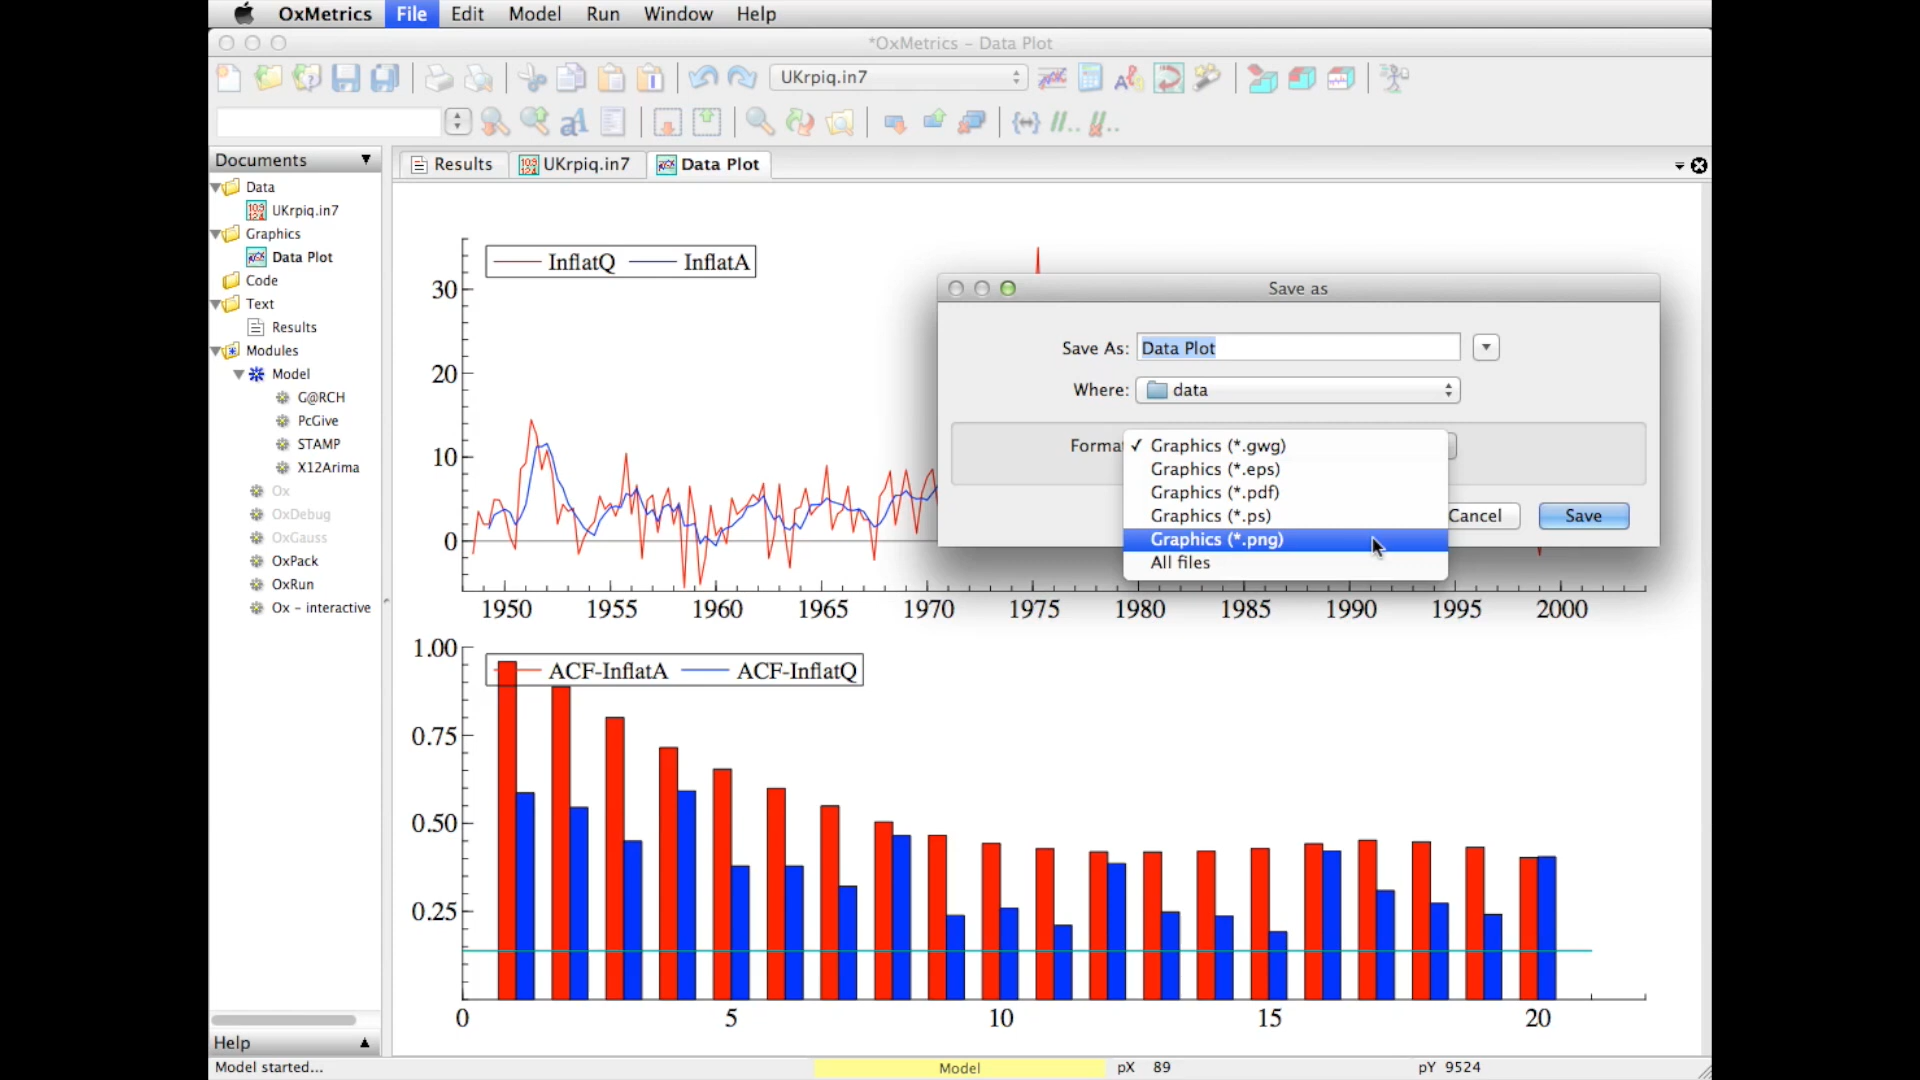 OxMetrics File Edit Model Run Window Help
*OxMetrics – Data Plot
UKrpiq.in7
Documents
Results UKrpiq.in7 Data Plot
Data
UKrpiq.in7
Graphics
Data Plot
Code
Text
Results
Modules
Model
G@RCH
PcGive
STAMP
X12Arima
Ox
OxDebug
OxGauss
OxPack
OxRun
Ox – interactive
InflatQ InflatA
30
20
10
0
1950 1955 1960 1965 1970 1975 1980 1985 1990 1995 2000
Save as
Save As: Data Plot
Where: data
Format
✓ Graphics (*.gwg)
Graphics (*.eps)
Graphics (*.pdf)
Graphics (*.ps)
Graphics (*.png)
All files
Cancel Save
ACF-InflatA ACF-InflatQ
1.00
0.75
0.50
0.25
0 5 10 15 20
Help
Model started...
Model
pX 89
pY 9524